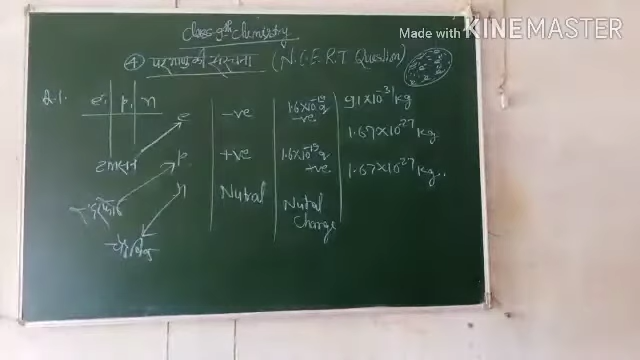 Made with KINEMASTER
Class 9th Chemistry
④ परमाणु की संरचना (N.C.E.R.T Question)
Q.1. e p n
e -ve 1.6×10⁻¹⁹ -ve 91×10⁻³¹ kg
1.67×10⁻²⁷ kg
टामसन p +ve 1.6×10⁻¹⁹ +ve 1.67×10⁻²⁷ kg..
n Nutral Nutral Charge